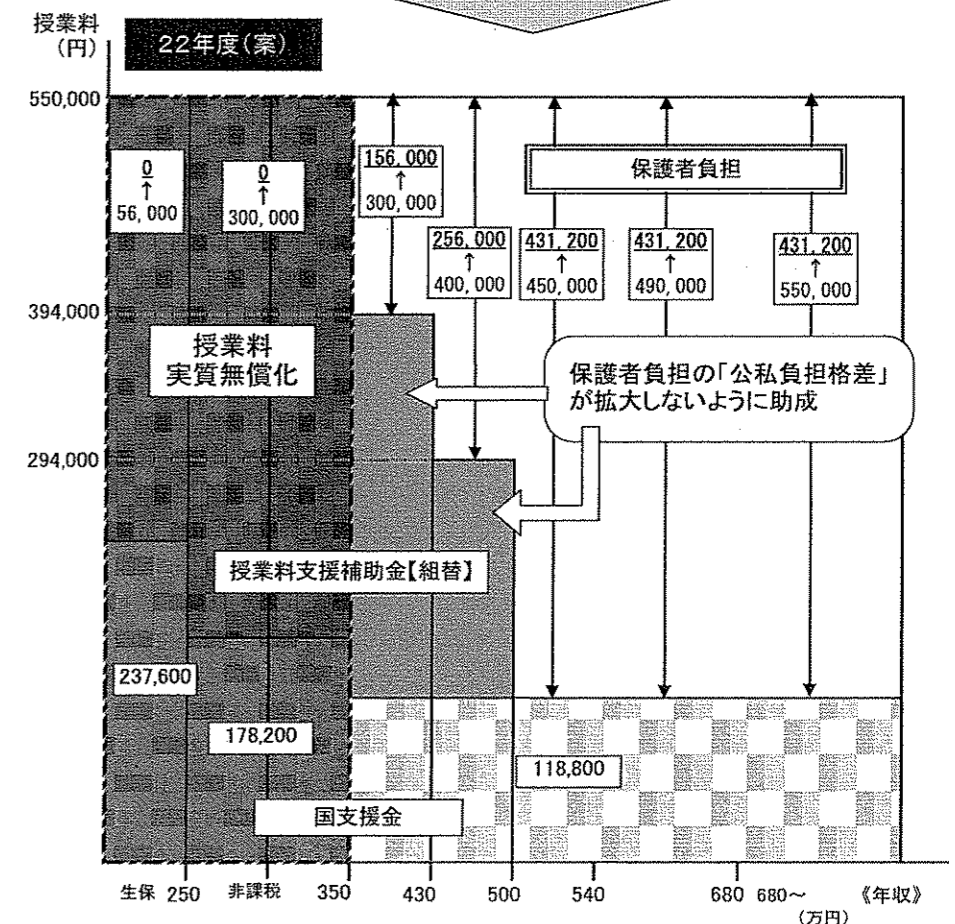 授業料
(円)
22年度(案)
550,000
0
↑
56,000
0
↑
300,000
156,000
↑
300,000
保護者負担
256,000
↑
400,000
431,200
↑
450,000
431,200
↑
490,000
431,200
↑
550,000
394,000
授業料
実質無償化
保護者負担の「公私負担格差」
が拡大しないように助成
294,000
授業料支援補助金【組替】
237,600
178,200
118,800
国支援金
生保 250 非課税 350 430 500 540 680 680～ 《年収》
(万円)